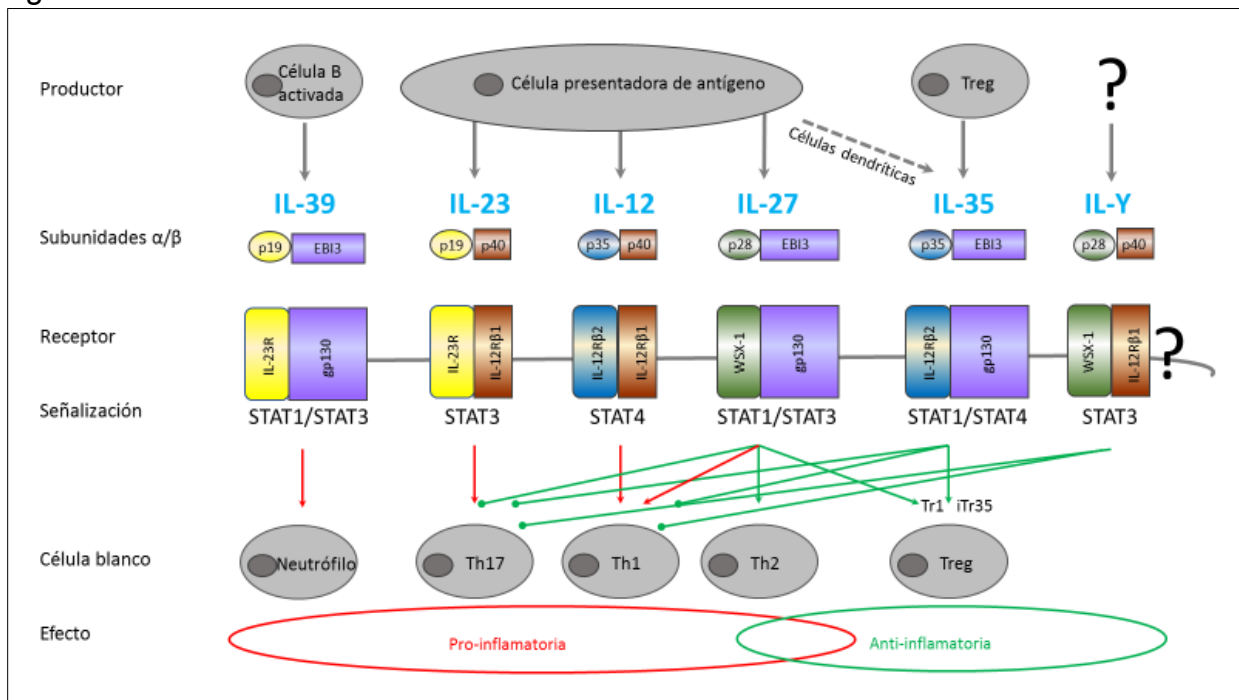 Productor
Célula B
activada
Célula presentadora de antígeno
Treg
?
Células dendríticas
IL-39
IL-23
IL-12
IL-27
IL-35
IL-Y
Subunidades α/β
p19
EBI3
p19
p40
p35
p40
p28
EBI3
p35
EBI3
p28
p40
Receptor
IL-23R
gp130
IL-23R
IL-12Rβ1
IL-12Rβ2
IL-12Rβ1
WSX-1
gp130
IL-12Rβ2
gp130
WSX-1
IL-12Rβ1
?
Señalización
STAT1/STAT3
STAT3
STAT4
STAT1/STAT3
STAT1/STAT4
STAT3
Tr1
iTr35
Célula blanco
Neutrófilo
Th17
Th1
Th2
Treg
Efecto
Pro-inflamatoria
Anti-inflamatoria